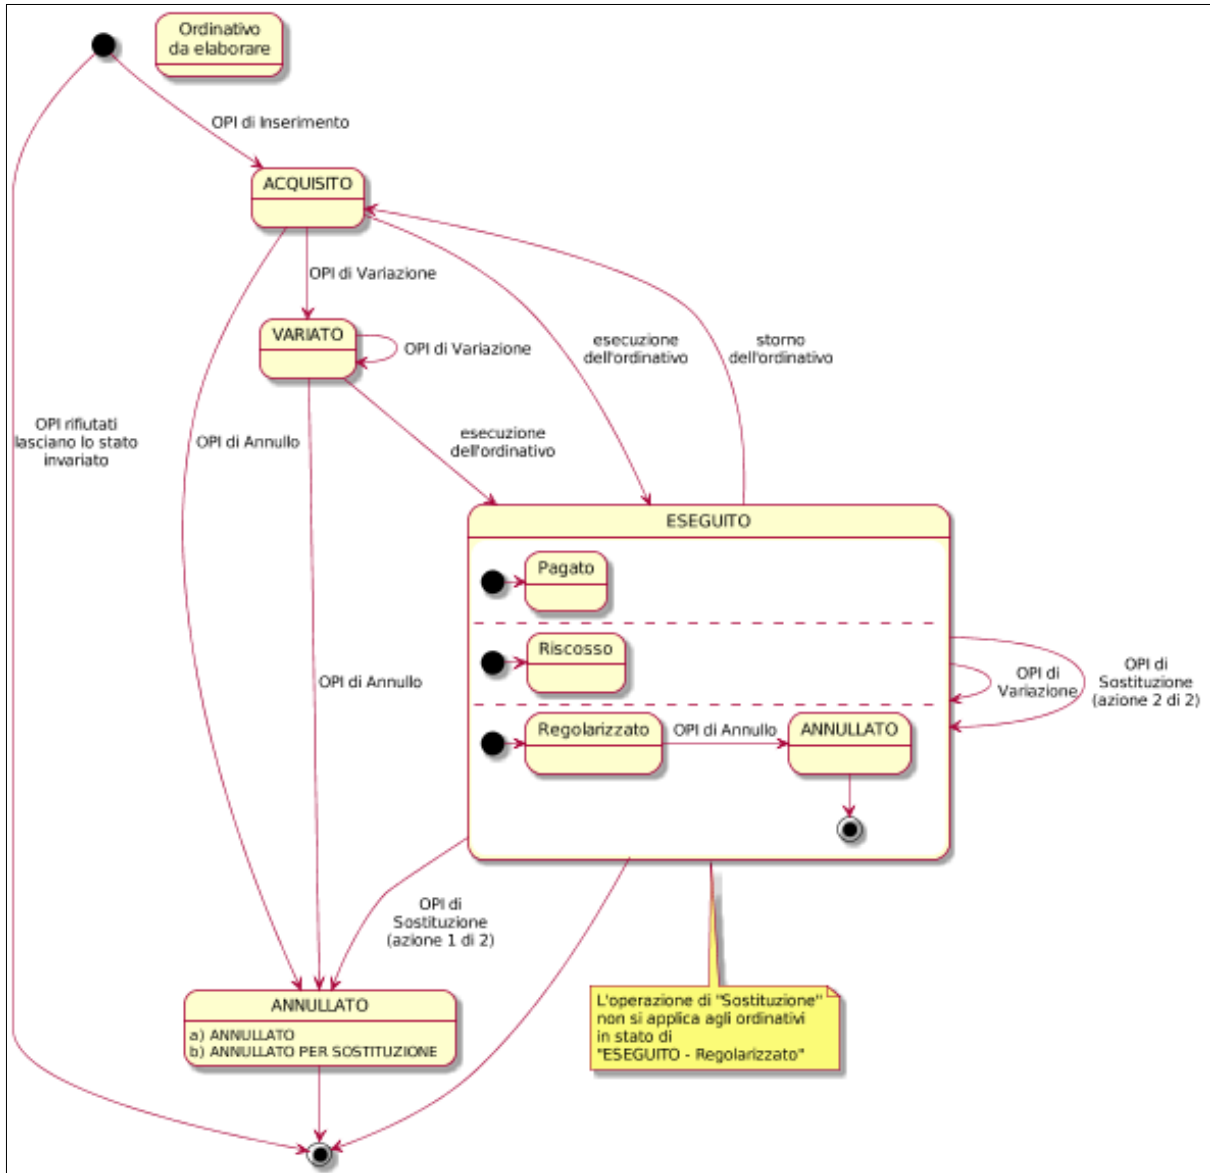 Ordinativo
da elaborare
OPI di Inserimento
ACQUISITO
OPI di Variazione
VARIATO
OPI di Variazione
esecuzione
dell'ordinativo
storno
dell'ordinativo
OPI rifiutati
lasciano lo stato
invariato
OPI di Annullo
esecuzione
dell'ordinativo
ESEGUITO
Pagato
Riscosso
OPI di Annullo
OPI di
Variazione
OPI di
Sostituzione
(azione 2 di 2)
Regolarizzato
OPI di Annullo
ANNULLATO
OPI di
Sostituzione
(azione 1 di 2)
ANNULLATO
a) ANNULLATO
b) ANNULLATO PER SOSTITUZIONE
L'operazione di "Sostituzione"
non si applica agli ordinativi
in stato di
"ESEGUITO - Regolarizzato"